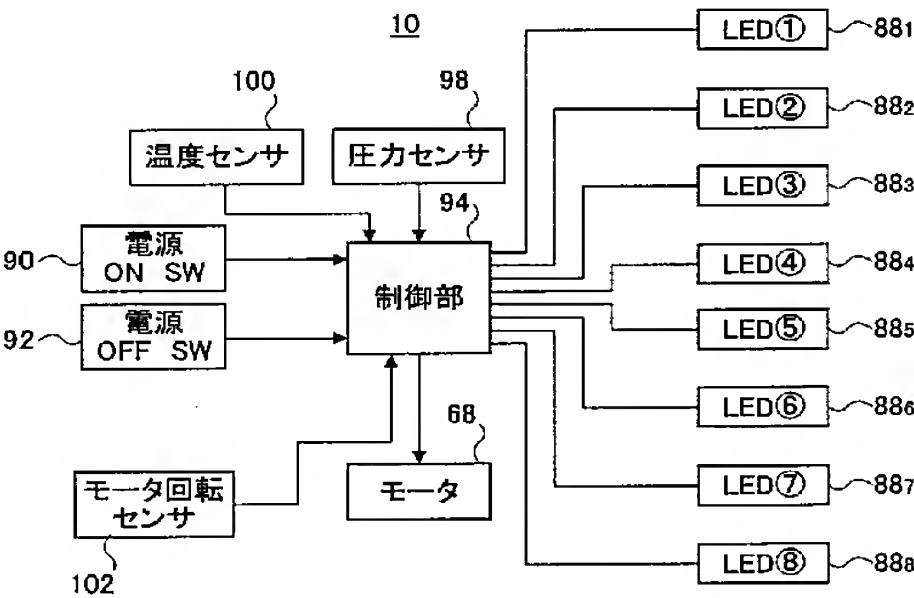 10
100
98
温度センサ
圧力センサ
94
90
電源
ON SW
92
電源
OFF SW
制御部
68
モータ回転
センサ
102
モータ
LED①
88₁
LED②
88₂
LED③
88₃
LED④
88₄
LED⑤
88₅
LED⑥
88₆
LED⑦
88₇
LED⑧
88₈